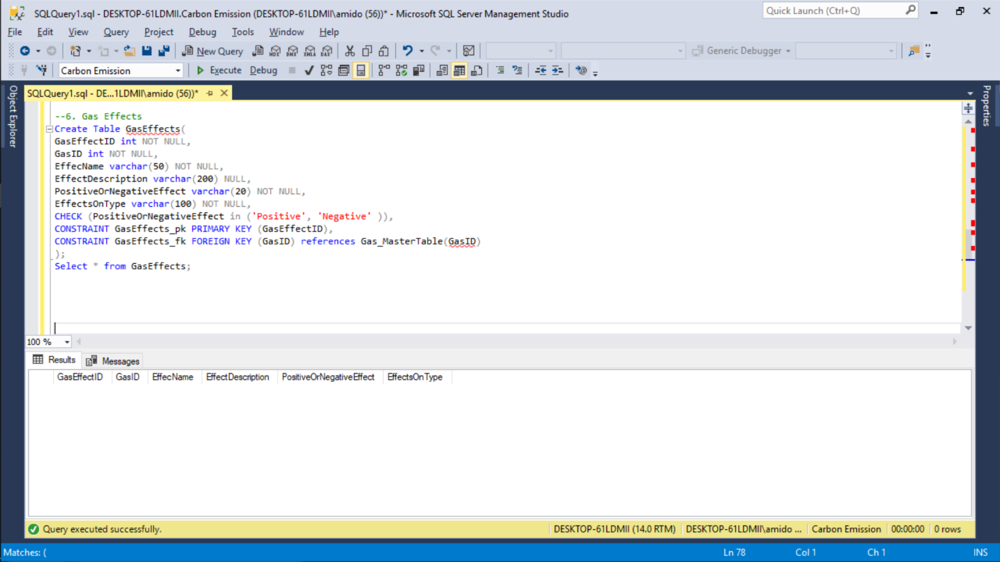 SQLQuery1.sql - DESKTOP-61LDMII.Carbon Emission (DESKTOP-61LDMII\amido (56))* - Microsoft SQL Server Management Studio
Quick Launch (Ctrl+Q)
File Edit View Query Project Debug Tools Window Help
New Query MDX DMX XMLA DAX Generic Debugger
Carbon Emission Execute Debug
SQLQuery1.sql - DE...1LDMII\amido (56))*
Object Explorer
Properties
--6. Gas Effects
Create Table GasEffects(
GasEffectID int NOT NULL,
GasID int NOT NULL,
EffecName varchar(50) NOT NULL,
EffectDescription varchar(200) NULL,
PositiveOrNegativeEffect varchar(20) NOT NULL,
EffectsOnType varchar(100) NOT NULL,
CHECK (PositiveOrNegativeEffect in ('Positive', 'Negative' )),
CONSTRAINT GasEffects_pk PRIMARY KEY (GasEffectID),
CONSTRAINT GasEffects_fk FOREIGN KEY (GasID) references Gas_MasterTable(GasID)
);
Select * from GasEffects;
100 %
Results Messages
GasEffectID GasID EffecName EffectDescription PositiveOrNegativeEffect EffectsOnType
Query executed successfully. DESKTOP-61LDMII (14.0 RTM) DESKTOP-61LDMII\amido ... Carbon Emission 00:00:00 0 rows
Matches: ( Ln 78 Col 1 Ch 1 INS